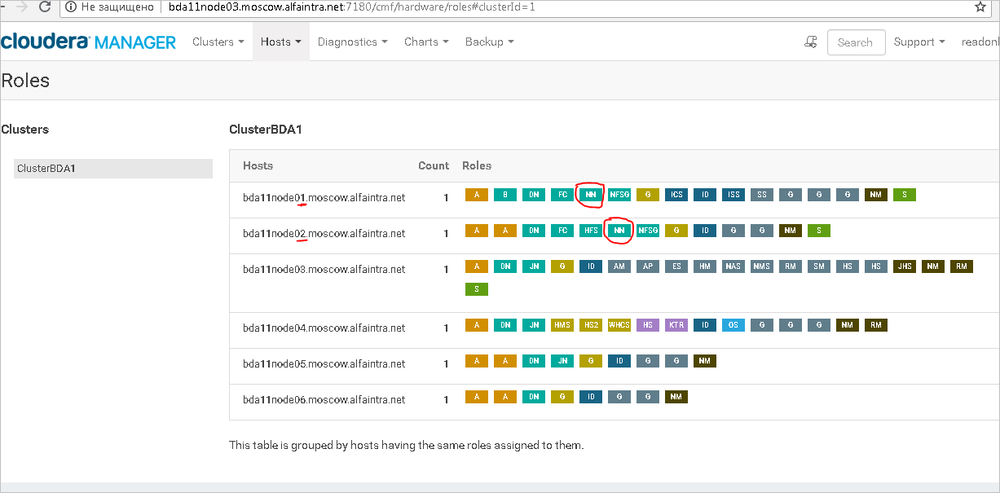 Не защищено bda11node03.moscow.alfaintra.net:7180/cmf/hardware/roles#clusterId=1
cloudera MANAGER Clusters Hosts Diagnostics Charts Backup Search Support readonl
Roles
Clusters
ClusterBDA1
ClusterBDA1
Hosts Count Roles
bda11node01.moscow.alfaintra.net 1 A B DN FC NN NFSG G ICS ID ISS SS G G G NM S
bda11node02.moscow.alfaintra.net 1 A A DN FC HFS NN NFSG G ID G G NM S
bda11node03.moscow.alfaintra.net 1 A DN JN G ID AM AP ES HM NAS NMS RM SM HS HS JHS NM RM
S
bda11node04.moscow.alfaintra.net 1 A DN JN HMS HS2 WHCS HS KTR ID OS G G G NM RM
bda11node05.moscow.alfaintra.net 1 A A DN JN G ID G G NM
bda11node06.moscow.alfaintra.net 1 A A DN G ID G G NM
This table is grouped by hosts having the same roles assigned to them.